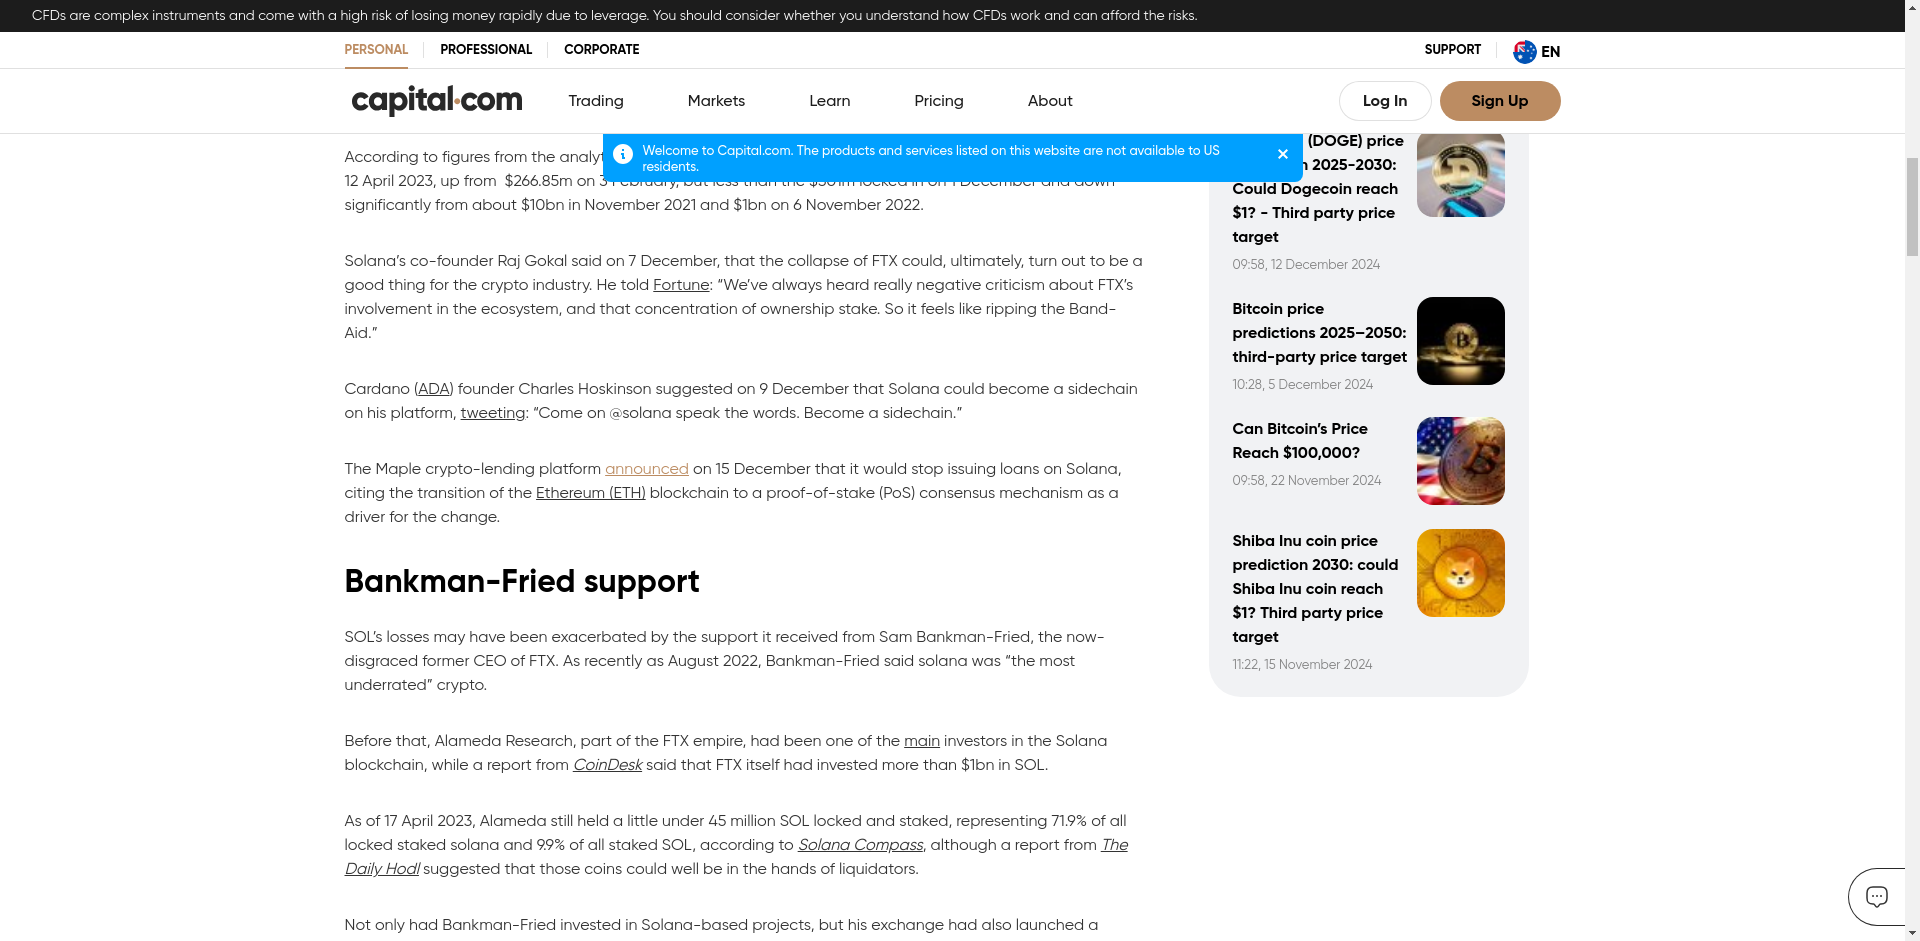 CFDs are complex instruments and come with a high risk of losing money rapidly due to leverage. You should consider whether you understand how CFDs work and can afford the risks.
PERSONAL
PROFESSIONAL
CORPORATE
SUPPORT
EN
capital.com
Trading
Markets
Learn
Pricing
About
Log In
Sign Up
Welcome to Capital.com. The products and services listed on this website are not available to US
residents.
According to figures from the
12 April 2023, up from $266.85m on 3 February, but less than the locked in on 1 December and down
significantly from about $10bn in November 2021 and $1bn on 6 November 2022.
Solana’s co-founder Raj Gokal said on 7 December, that the collapse of FTX could, ultimately, turn out to be a
good thing for the crypto industry. He told Fortune: “We’ve always heard really negative criticism about FTX’s
involvement in the ecosystem, and that concentration of ownership stake. So it feels like ripping the Band-
Aid.”
Cardano (ADA) founder Charles Hoskinson suggested on 9 December that Solana could become a sidechain
on his platform, tweeting: “Come on @solana speak the words. Become a sidechain.”
The Maple crypto-lending platform announced on 15 December that it would stop issuing loans on Solana,
citing the transition of the Ethereum (ETH) blockchain to a proof-of-stake (PoS) consensus mechanism as a
driver for the change.
Bankman-Fried support
SOL’s losses may have been exacerbated by the support it received from Sam Bankman-Fried, the now-
disgraced former CEO of FTX. As recently as August 2022, Bankman-Fried said solana was “the most
underrated” crypto.
Before that, Alameda Research, part of the FTX empire, had been one of the main investors in the Solana
blockchain, while a report from CoinDesk said that FTX itself had invested more than $1bn in SOL.
As of 17 April 2023, Alameda still held a little under 45 million SOL locked and staked, representing 71.9% of all
locked staked solana and 9.9% of all staked SOL, according to Solana Compass, although a report from The
Daily Hodl suggested that those coins could well be in the hands of liquidators.
Not only had Bankman-Fried invested in Solana-based projects, but his exchange had also launched a
(DOGE) price
2025-2030:
Could Dogecoin reach
$1? - Third party price
target
09:58, 12 December 2024
Bitcoin price
predictions 2025–2050:
third-party price target
10:28, 5 December 2024
Can Bitcoin’s Price
Reach $100,000?
09:58, 22 November 2024
Shiba Inu coin price
prediction 2030: could
Shiba Inu coin reach
$1? Third party price
target
11:22, 15 November 2024